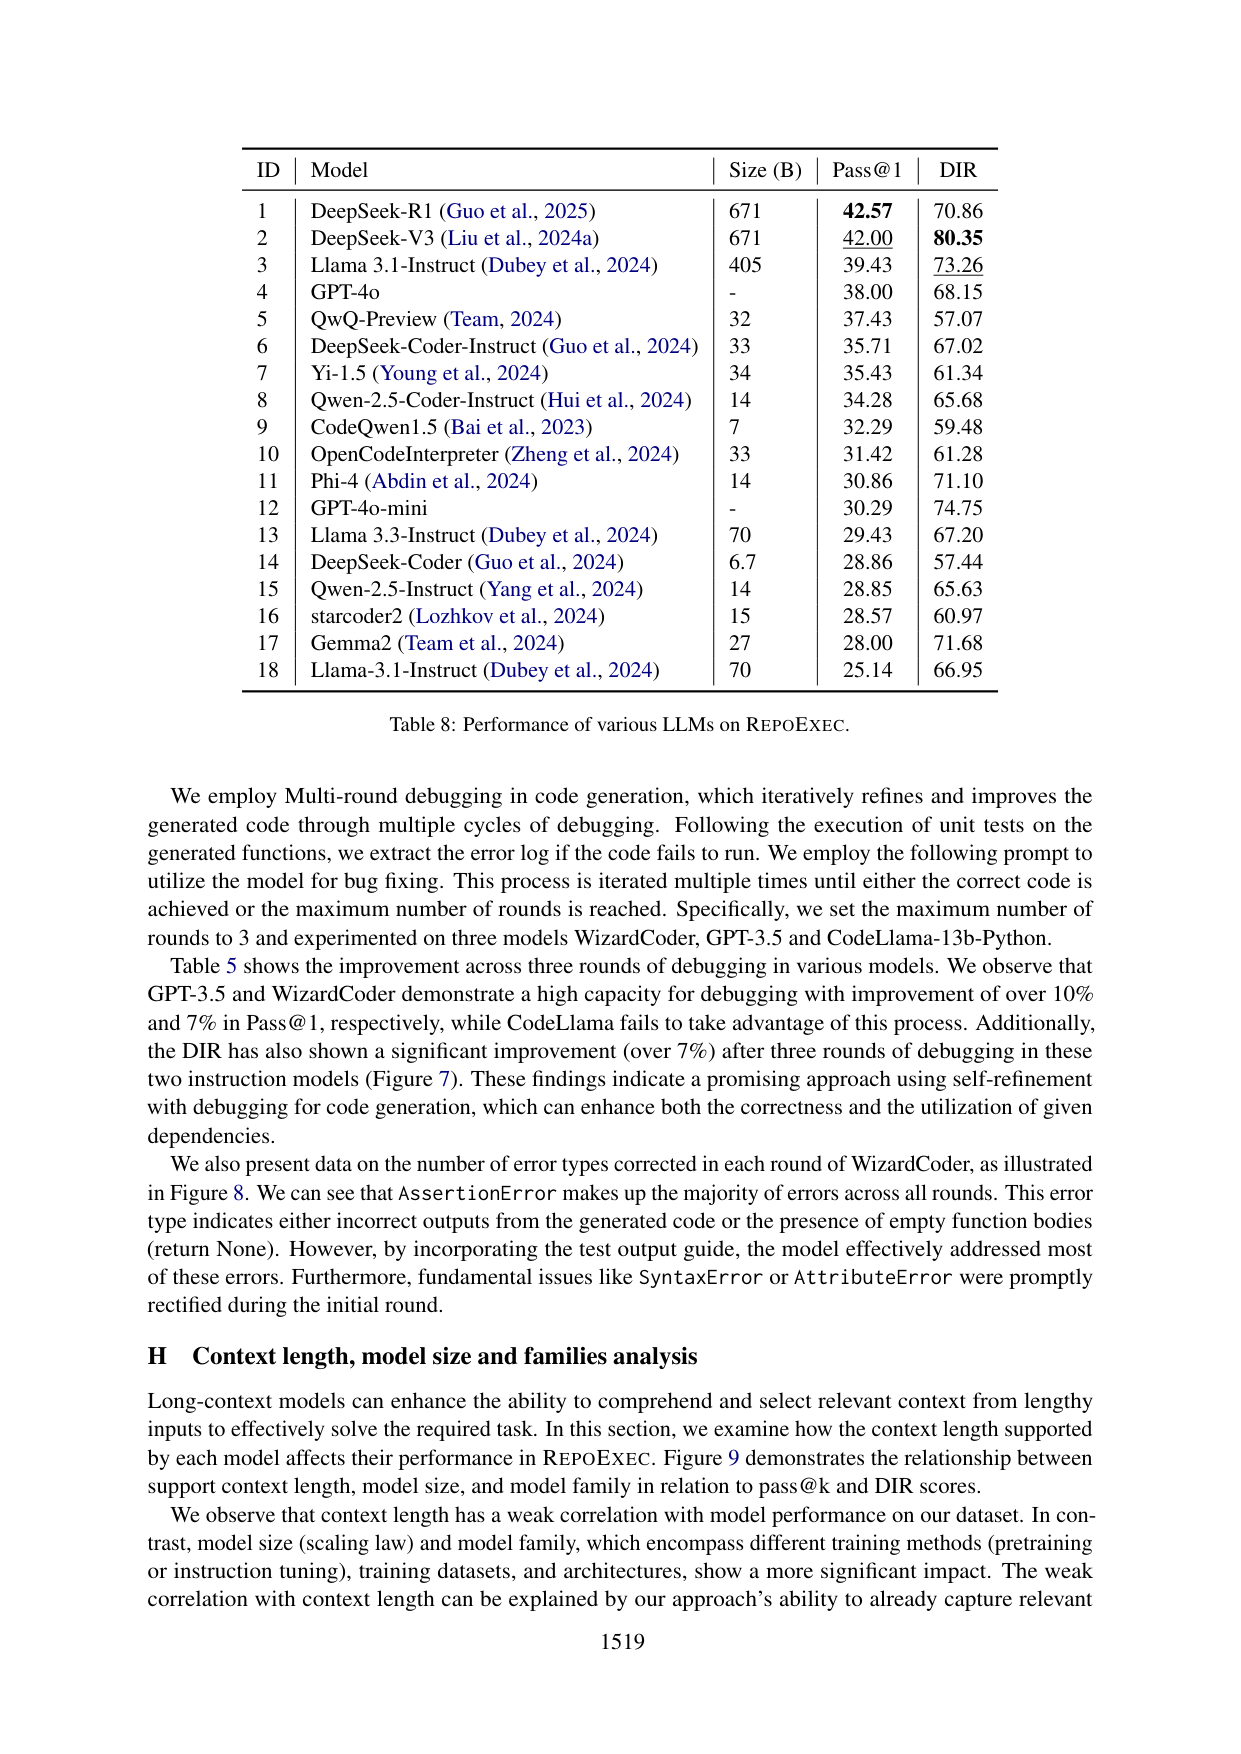 ID Model Size (B) Pass@1 DIR
1 DeepSeek-R1 (Guo et al., 2025) 671 42.57 70.86
2 DeepSeek-V3 (Liu et al., 2024a) 671 42.00 80.35
3 Llama 3.1-Instruct (Dubey et al., 2024) 405 39.43 73.26
4 GPT-4o - 38.00 68.15
5 QwQ-Preview (Team, 2024) 32 37.43 57.07
6 DeepSeek-Coder-Instruct (Guo et al., 2024) 33 35.71 67.02
7 Yi-1.5 (Young et al., 2024) 34 35.43 61.34
8 Qwen-2.5-Coder-Instruct (Hui et al., 2024) 14 34.28 65.68
9 CodeQwen1.5 (Bai et al., 2023) 7 32.29 59.48
10 OpenCodeInterpreter (Zheng et al., 2024) 33 31.42 61.28
11 Phi-4 (Abdin et al., 2024) 14 30.86 71.10
12 GPT-4o-mini - 30.29 74.75
13 Llama 3.3-Instruct (Dubey et al., 2024) 70 29.43 67.20
14 DeepSeek-Coder (Guo et al., 2024) 6.7 28.86 57.44
15 Qwen-2.5-Instruct (Yang et al., 2024) 14 28.85 65.63
16 starcoder2 (Lozhkov et al., 2024) 15 28.57 60.97
17 Gemma2 (Team et al., 2024) 27 28.00 71.68
18 Llama-3.1-Instruct (Dubey et al., 2024) 70 25.14 66.95
Table 8: Performance of various LLMs on REPOEXEC.
We employ Multi-round debugging in code generation, which iteratively refines and improves the
generated code through multiple cycles of debugging. Following the execution of unit tests on the
generated functions, we extract the error log if the code fails to run. We employ the following prompt to
utilize the model for bug fixing. This process is iterated multiple times until either the correct code is
achieved or the maximum number of rounds is reached. Specifically, we set the maximum number of
rounds to 3 and experimented on three models WizardCoder, GPT-3.5 and CodeLlama-13b-Python.
Table 5 shows the improvement across three rounds of debugging in various models. We observe that
GPT-3.5 and WizardCoder demonstrate a high capacity for debugging with improvement of over 10%
and 7% in Pass@1, respectively, while CodeLlama fails to take advantage of this process. Additionally,
the DIR has also shown a significant improvement (over 7%) after three rounds of debugging in these
two instruction models (Figure 7). These findings indicate a promising approach using self-refinement
with debugging for code generation, which can enhance both the correctness and the utilization of given
dependencies.
We also present data on the number of error types corrected in each round of WizardCoder, as illustrated
in Figure 8. We can see that AssertionError makes up the majority of errors across all rounds. This error
type indicates either incorrect outputs from the generated code or the presence of empty function bodies
(return None). However, by incorporating the test output guide, the model effectively addressed most
of these errors. Furthermore, fundamental issues like SyntaxError or AttributeError were promptly
rectified during the initial round.
H Context length, model size and families analysis
Long-context models can enhance the ability to comprehend and select relevant context from lengthy
inputs to effectively solve the required task. In this section, we examine how the context length supported
by each model affects their performance in REPOEXEC. Figure 9 demonstrates the relationship between
support context length, model size, and model family in relation to pass@k and DIR scores.
We observe that context length has a weak correlation with model performance on our dataset. In con-
trast, model size (scaling law) and model family, which encompass different training methods (pretraining
or instruction tuning), training datasets, and architectures, show a more significant impact. The weak
correlation with context length can be explained by our approach's ability to already capture relevant
1519